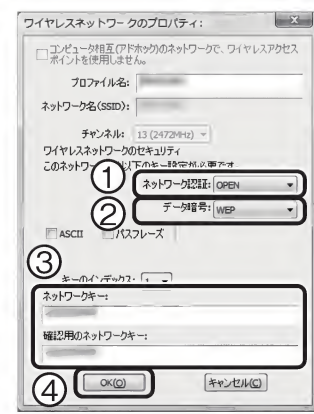 ワイヤレスネットワークのプロパティ:
コンピュータ相互(アドホック)のネットワークで、ワイヤレスアクセス
ポイントを使用しません。
プロファイル名:
ネットワーク名(SSID):
チャンネル: 13 (2472MHz)
ワイヤレスネットワークのセキュリティ
このネットワー 以下のキー設定が必要です
① ネットワーク認証: OPEN
② データ暗号: WEP
ASCII パスフレーズ
③
キーのインデックス: 1
ネットワークキー:
確認用のネットワークキー:
④ OK(O) キャンセル(C)